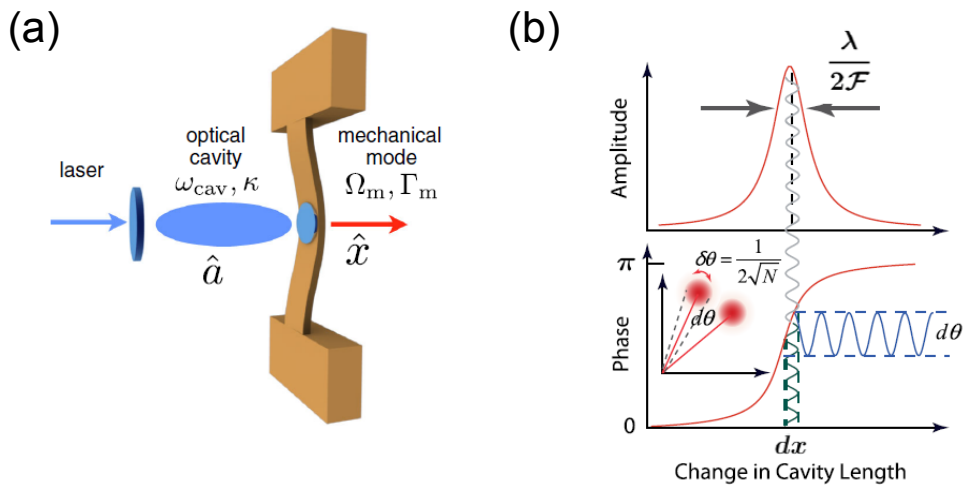 (a)
laser
optical
cavity
ω_cav, κ
â
mechanical
mode
Ω_m, Γ_m
x̂
(b)
Amplitude
λ
2ℱ
Phase
π
0
δθ = 1
2√N
dθ
dθ
dx
Change in Cavity Length